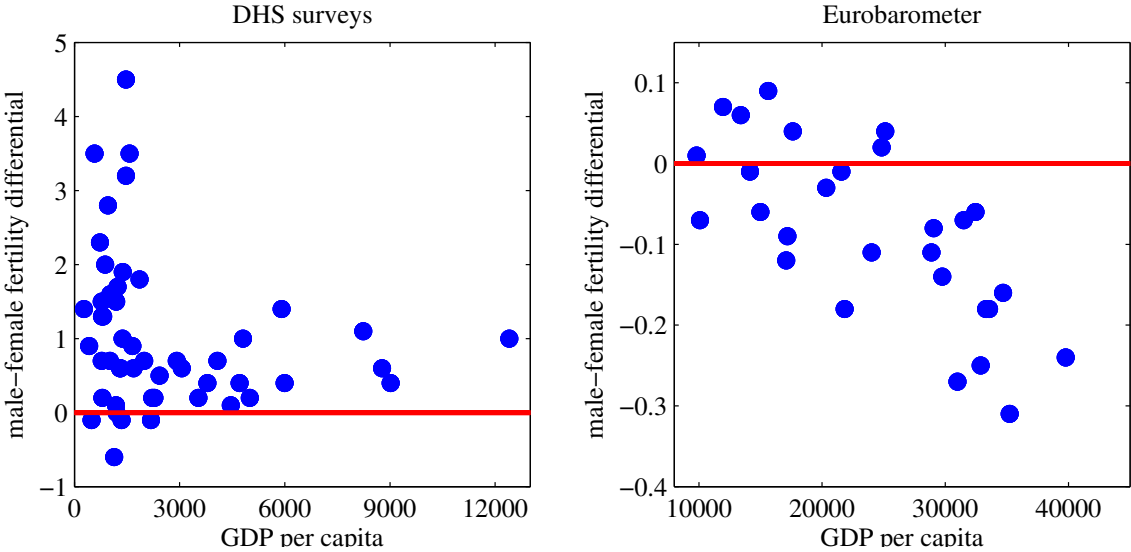 DHS surveys
5
4
3
2
1
0
−1
male−female fertility differential
0 3000 6000 9000 12000
GDP per capita
Eurobarometer
0.1
0
−0.1
−0.2
−0.3
−0.4
male−female fertility differential
10000 20000 30000 40000
GDP per capita